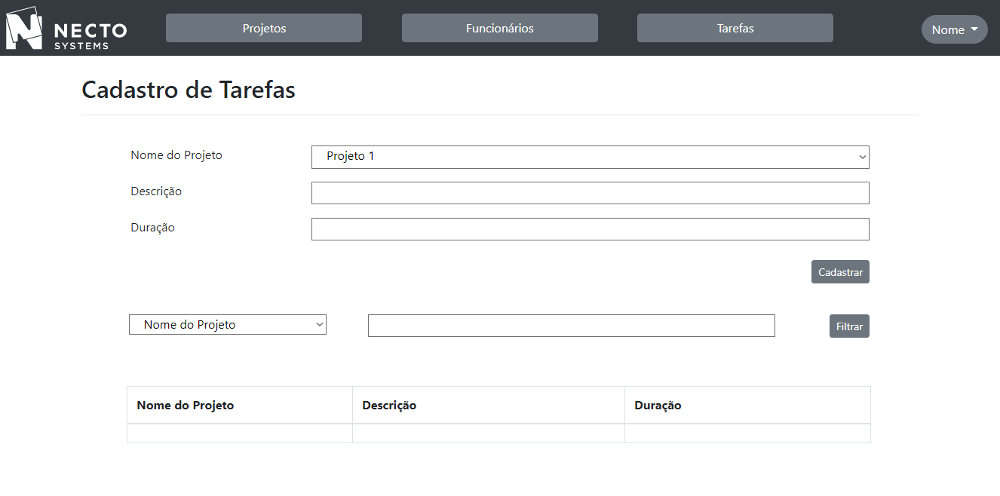 NECTO
SYSTEMS
Projetos
Funcionários
Tarefas
Nome
Cadastro de Tarefas
Nome do Projeto
Projeto 1
Descrição
Duração
Cadastrar
Nome do Projeto
Filtrar
Nome do Projeto
Descrição
Duração